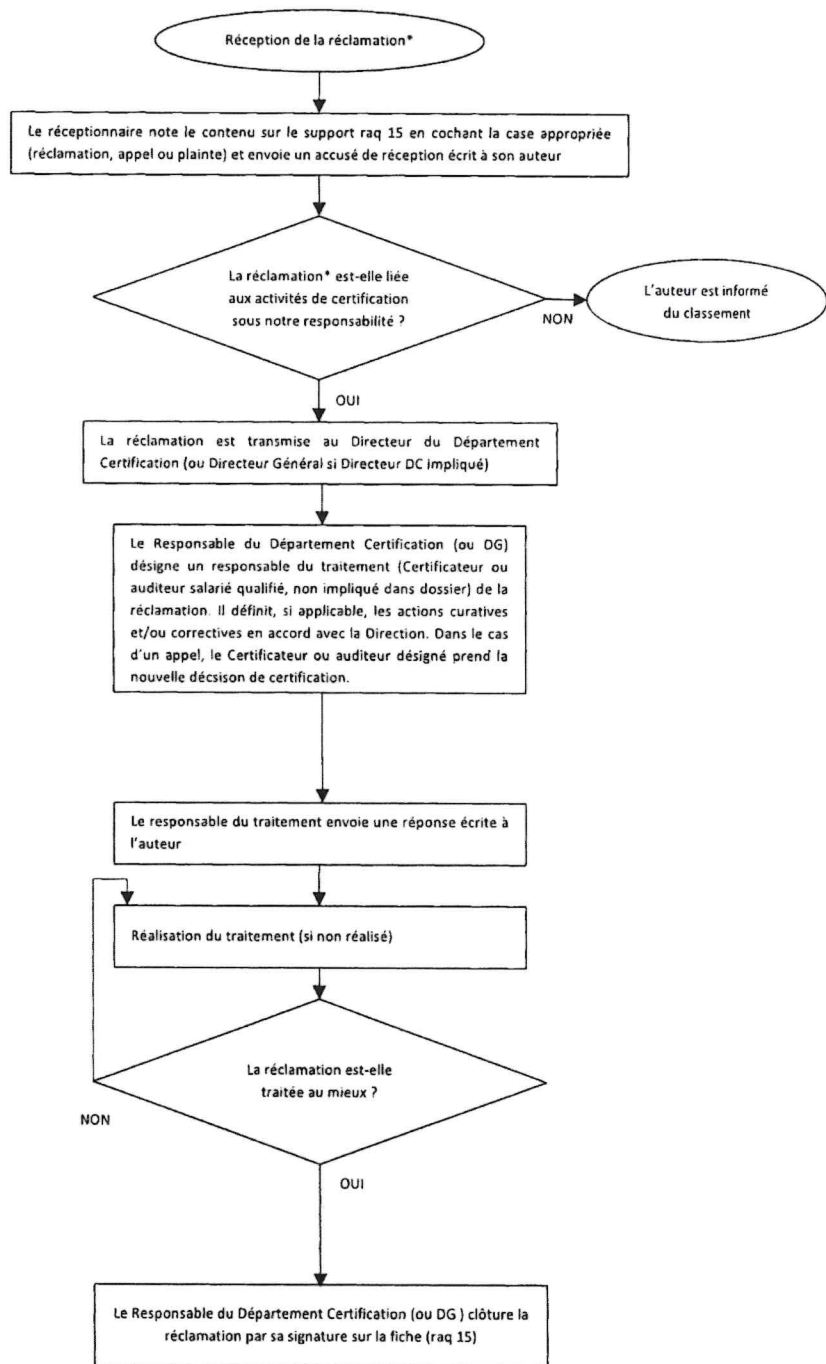 Réception de la réclamation*
Le réceptionnaire note le contenu sur le support raq 15 en cochant la case appropriée
(réclamation, appel ou plainte) et envoie un accusé de réception écrit à son auteur
La réclamation* est-elle liée
aux activités de certification
sous notre responsabilité ?
NON
L'auteur est informé
du classement
OUI
La réclamation est transmise au Directeur du Département
Certification (ou Directeur Général si Directeur DC impliqué)
Le Responsable du Département Certification (ou DG)
désigne un responsable du traitement (Certificateur ou
auditeur salarié qualifié, non impliqué dans dossier) de la
réclamation. Il définit, si applicable, les actions curatives
et/ou correctives en accord avec la Direction. Dans le cas
d'un appel, le Certificateur ou auditeur désigné prend la
nouvelle décsison de certification.
Le responsable du traitement envoie une réponse écrite à
l'auteur
Réalisation du traitement (si non réalisé)
La réclamation est-elle
traitée au mieux ?
NON
OUI
Le Responsable du Département Certification (ou DG ) clôture la
réclamation par sa signature sur la fiche (raq 15)